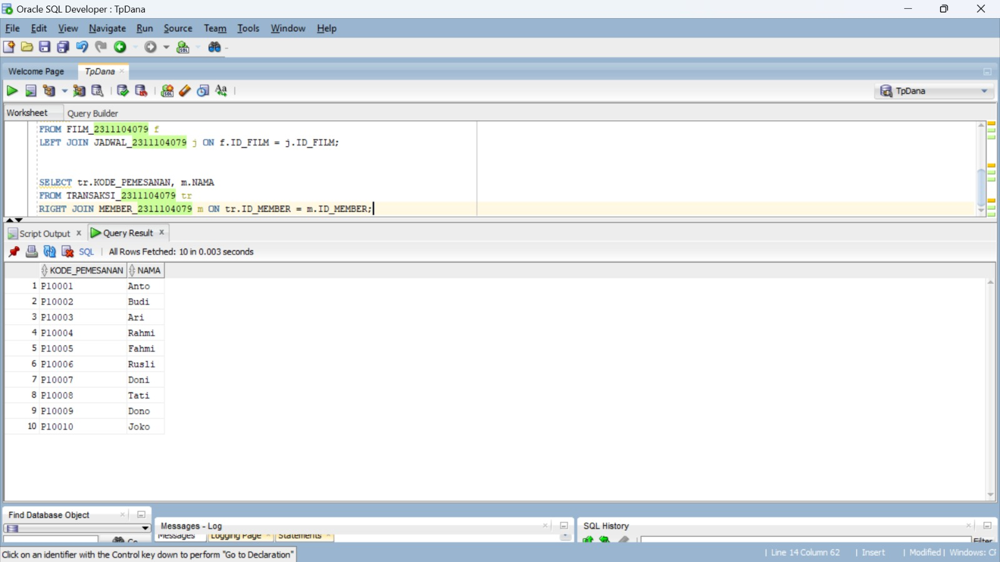 Oracle SQL Developer : TpDana
File Edit View Navigate Run Source Team Tools Window Help
Welcome Page TpDana
TpDana
Worksheet Query Builder
FROM FILM_2311104079 f
LEFT JOIN JADWAL_2311104079 j ON f.ID_FILM = j.ID_FILM;
SELECT tr.KODE_PEMESANAN, m.NAMA
FROM TRANSAKSI_2311104079 tr
RIGHT JOIN MEMBER_2311104079 m ON tr.ID_MEMBER = m.ID_MEMBER;
Script Output Query Result
SQL | All Rows Fetched: 10 in 0.003 seconds
KODE_PEMESANAN NAMA
1 P10001 Anto
2 P10002 Budi
3 P10003 Ari
4 P10004 Rahmi
5 P10005 Fahmi
6 P10006 Rusli
7 P10007 Doni
8 P10008 Tati
9 P10009 Dono
10 P10010 Joko
Find Database Object
Messages - Log
SQL History
Messages Logging Page Statements
Go
Filter
Click on an identifier with the Control key down to perform "Go to Declaration"
| Line 14 Column 62 | Insert | Modified | Windows: